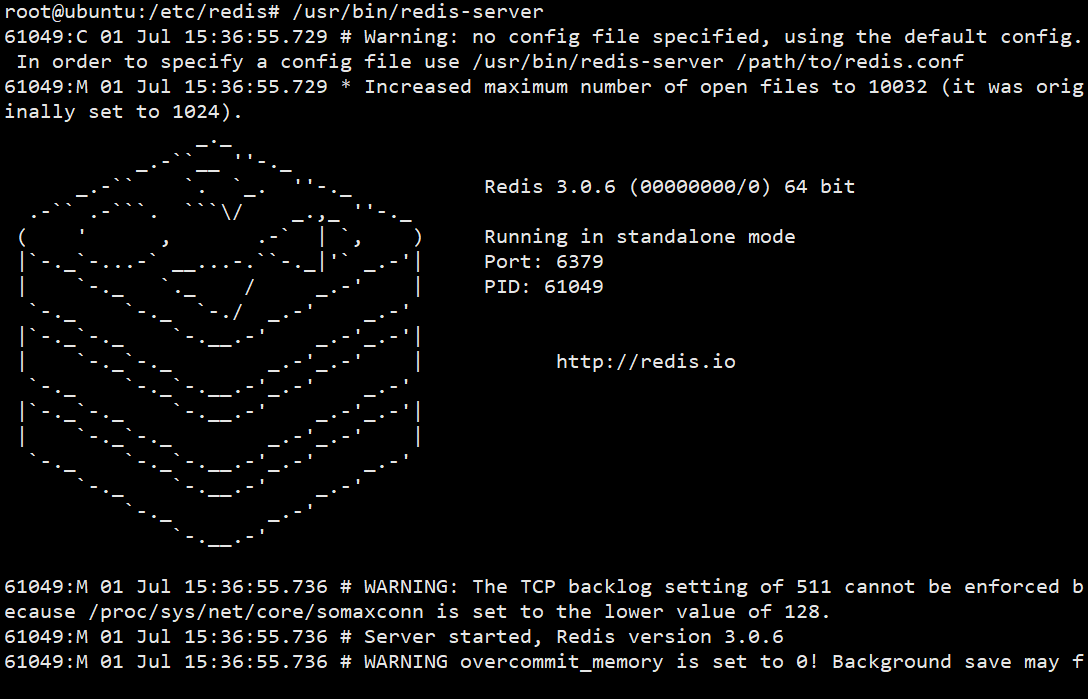 root@ubuntu:/etc/redis# /usr/bin/redis-server
61049:C 01 Jul 15:36:55.729 # Warning: no config file specified, using the default config.
 In order to specify a config file use /usr/bin/redis-server /path/to/redis.conf
61049:M 01 Jul 15:36:55.729 * Increased maximum number of open files to 10032 (it was orig
inally set to 1024).
Redis 3.0.6 (00000000/0) 64 bit
Running in standalone mode
Port: 6379
PID: 61049
http://redis.io
61049:M 01 Jul 15:36:55.736 # WARNING: The TCP backlog setting of 511 cannot be enforced b
ecause /proc/sys/net/core/somaxconn is set to the lower value of 128.
61049:M 01 Jul 15:36:55.736 # Server started, Redis version 3.0.6
61049:M 01 Jul 15:36:55.736 # WARNING overcommit_memory is set to 0! Background save may f